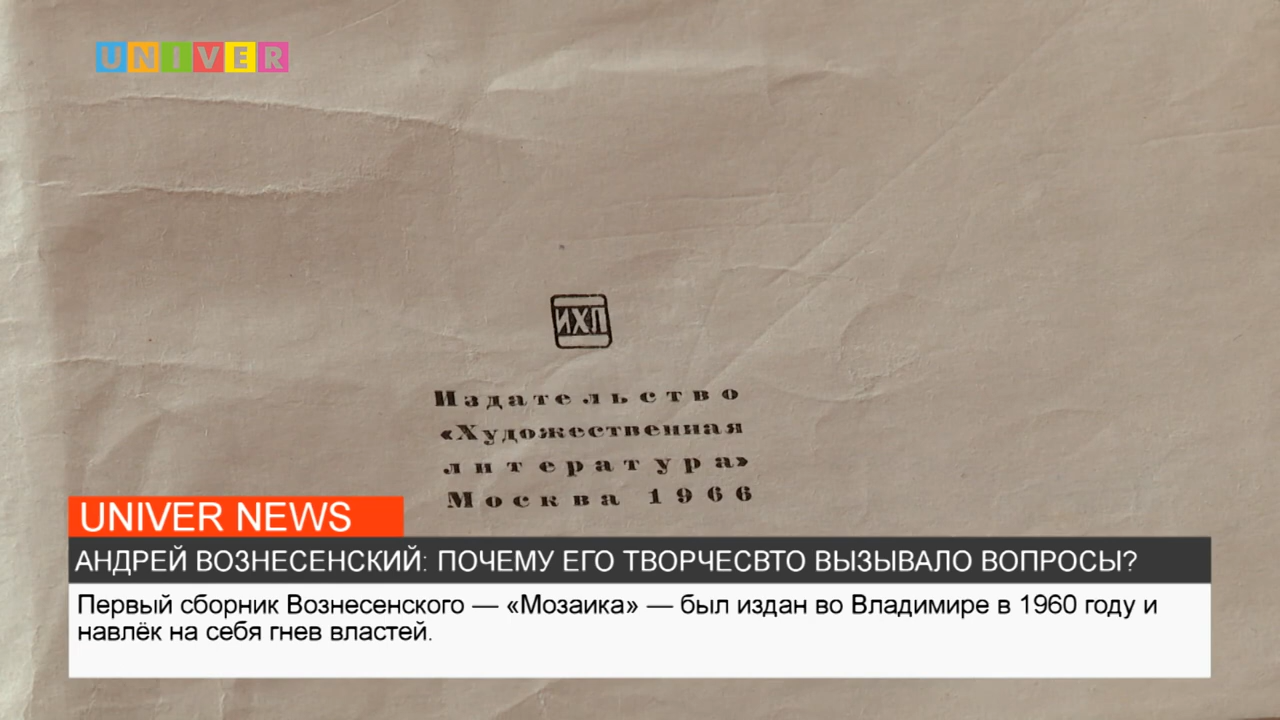 UNIVER
ИХЛ
Издательство
«Художественная
литература»
Москва 1966
UNIVER NEWS
АНДРЕЙ ВОЗНЕСЕНСКИЙ: ПОЧЕМУ ЕГО ТВОРЧЕСВТО ВЫЗЫВАЛО ВОПРОСЫ?
Первый сборник Вознесенского — «Мозаика» — был издан во Владимире в 1960 году и
навлёк на себя гнев властей.